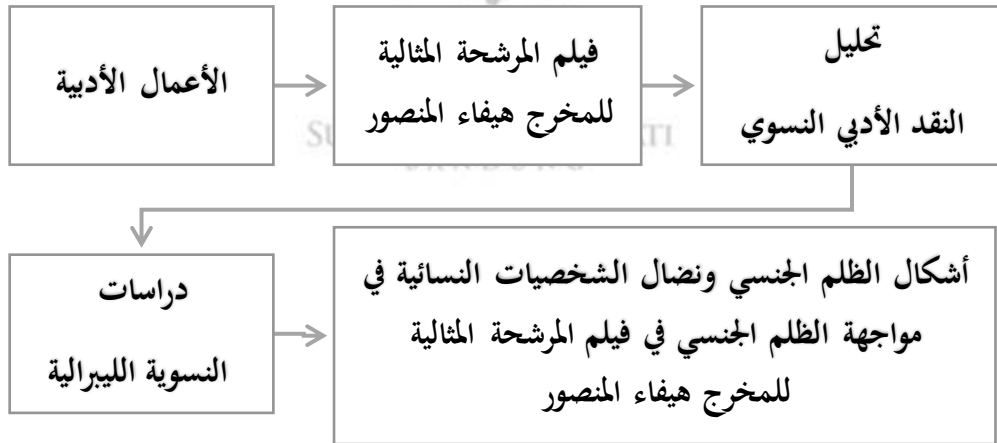 الأعمال الأدبية
فيلم المرشحة المثالية
للمخرج هيفاء المنصور
تحليل
النقد الأدبي النسوي
دراسات
النسوية الليبرالية
أشكال الظلم الجنسي ونضال الشخصيات النسائية في
مواجهة الظلم الجنسي في فيلم المرشحة المثالية
للمخرج هيفاء المنصور